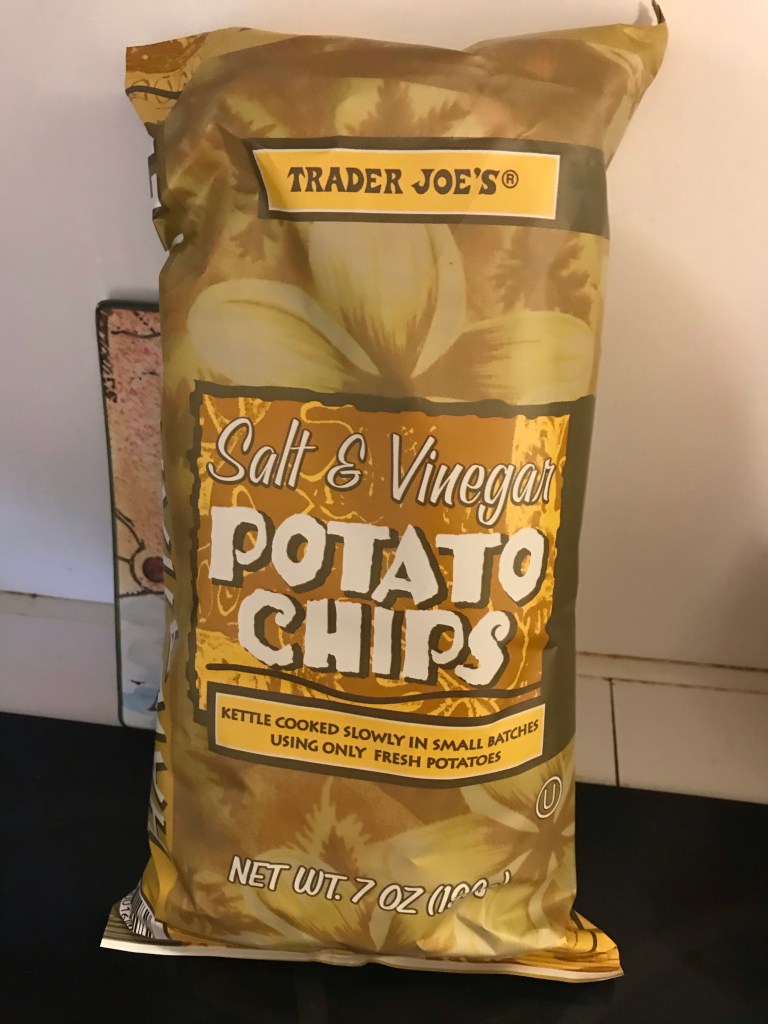 TRADER JOE'S®
Salt & Vinegar
POTATO
CHIPS
KETTLE COOKED SLOWLY IN SMALL BATCHES
USING ONLY FRESH POTATOES
U
NET WT. 7 OZ